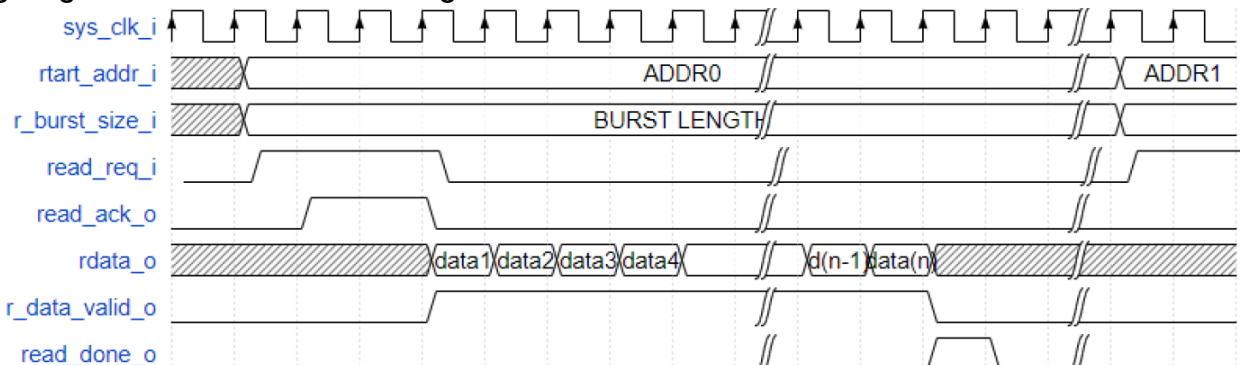 sys_clk_i
rtart_addr_i ADDR0 ADDR1
r_burst_size_i BURST LENGTH
read_req_i
read_ack_o
rdata_o data1 data2 data3 data4 d(n-1) data(n)
r_data_valid_o
read_done_o